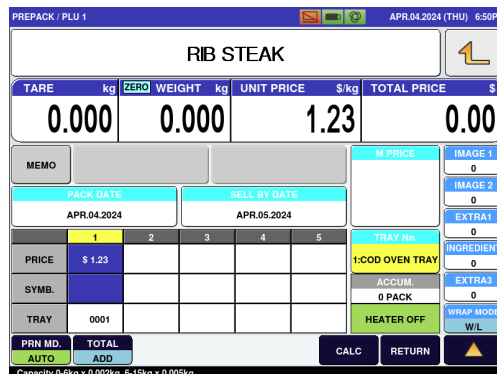 PREPACK / PLU 1
APR.04.2024 (THU) 6:50P
RIB STEAK
TARE kg ZERO WEIGHT kg UNIT PRICE $/kg TOTAL PRICE $
0.000 0.000 1.23 0.00
MEMO
M PRICE
IMAGE 1
0
IMAGE 2
0
PACK DATE
APR.04.2024
SELL BY DATE
APR.05.2024
EXTRA1
0
1 2 3 4 5
TRAY No.
1:COD OVEN TRAY
INGREDIENT
0
PRICE $ 1.23
SYMB.
ACCUM.
0 PACK
EXTRA3
0
TRAY 0001
HEATER OFF
WRAP MODE
W/L
PRN MD.
AUTO
TOTAL
ADD
CALC
RETURN
Capacity 0-6kg x 0.002kg 6-15kg x 0.005kg